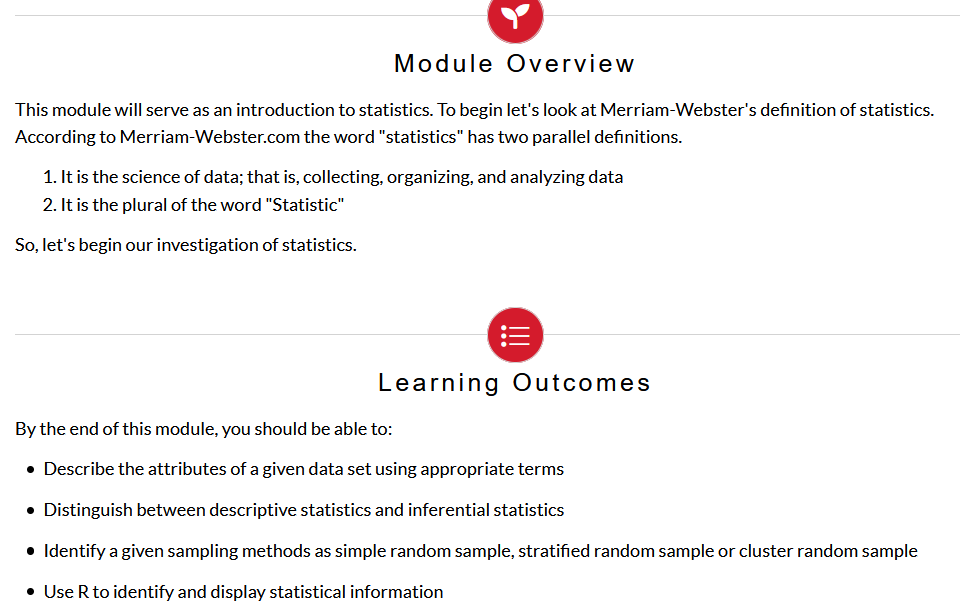 Module Overview
This module will serve as an introduction to statistics. To begin let's look at Merriam-Webster's definition of statistics.
According to Merriam-Webster.com the word "statistics" has two parallel definitions.
1. It is the science of data; that is, collecting, organizing, and analyzing data
2. It is the plural of the word "Statistic"
So, let's begin our investigation of statistics.
Learning Outcomes
By the end of this module, you should be able to:
• Describe the attributes of a given data set using appropriate terms
• Distinguish between descriptive statistics and inferential statistics
• Identify a given sampling methods as simple random sample, stratified random sample or cluster random sample
• Use R to identify and display statistical information